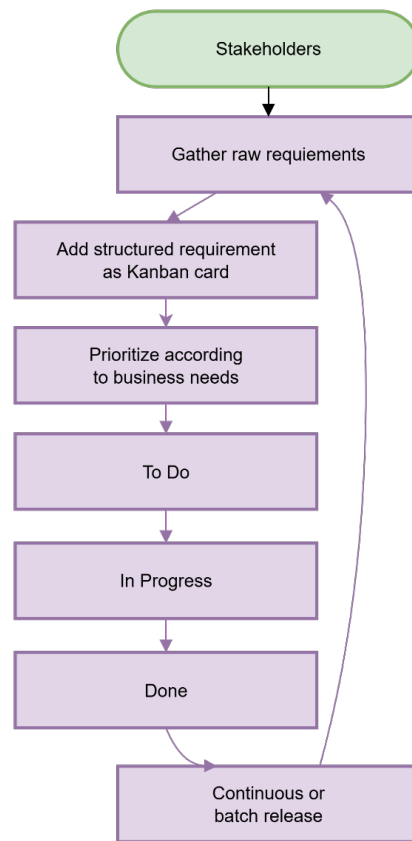 Stakeholders
Gather raw requiements
Add structured requirement
as Kanban card
Prioritize according
to business needs
To Do
In Progress
Done
Continuous or
batch release